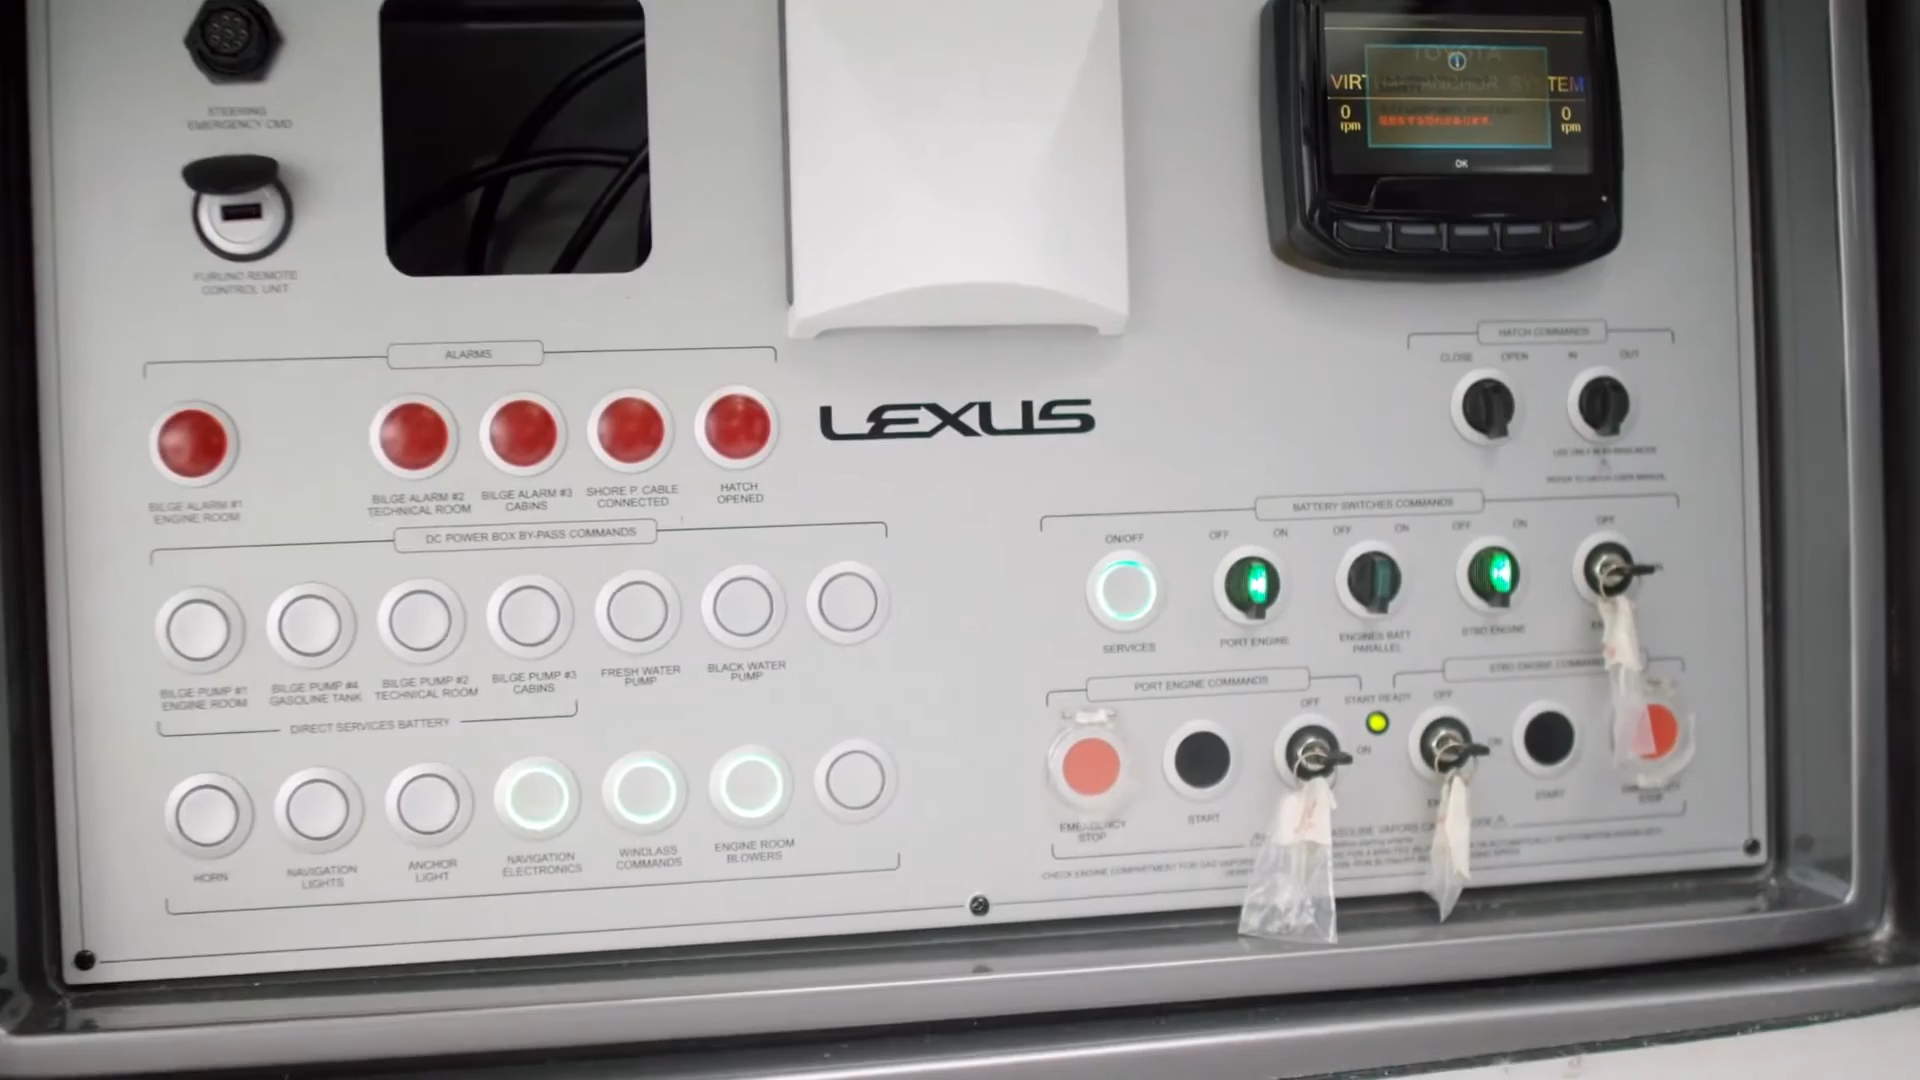 STEERING
EMERGENCY CMD
FURUNO REMOTE
CONTROL UNIT
TOYOTA
VIRTUAL ANCHOR SYSTEM
0
rpm
0
rpm
OK
ALARMS
BILGE ALARM #1
ENGINE ROOM
BILGE ALARM #2
TECHNICAL ROOM
BILGE ALARM #3
CABINS
SHORE P. CABLE
CONNECTED
HATCH
OPENED
LEXUS
HATCH COMMANDS
CLOSE OPEN IN OUT
DC POWER BOX BY-PASS COMMANDS
BILGE PUMP #1
ENGINE ROOM
BILGE PUMP #4
GASOLINE TANK
BILGE PUMP #2
TECHNICAL ROOM
BILGE PUMP #3
CABINS
FRESH WATER
PUMP
BLACK WATER
PUMP
DIRECT SERVICES BATTERY
HORN
NAVIGATION
LIGHTS
ANCHOR
LIGHT
NAVIGATION
ELECTRONICS
WINDLASS
COMMANDS
ENGINE ROOM
BLOWERS
BATTERY SWITCHES COMMANDS
ON/OFF
OFF ON
OFF ON
OFF ON
OFF
SERVICES
PORT ENGINE
ENGINES BATT
PARALLEL
STBD ENGINE
PORT ENGINE COMMANDS
START READY
STBD ENGINE
OFF
ON
OFF
ON
EMERGENCY
STOP
START
START
STOP